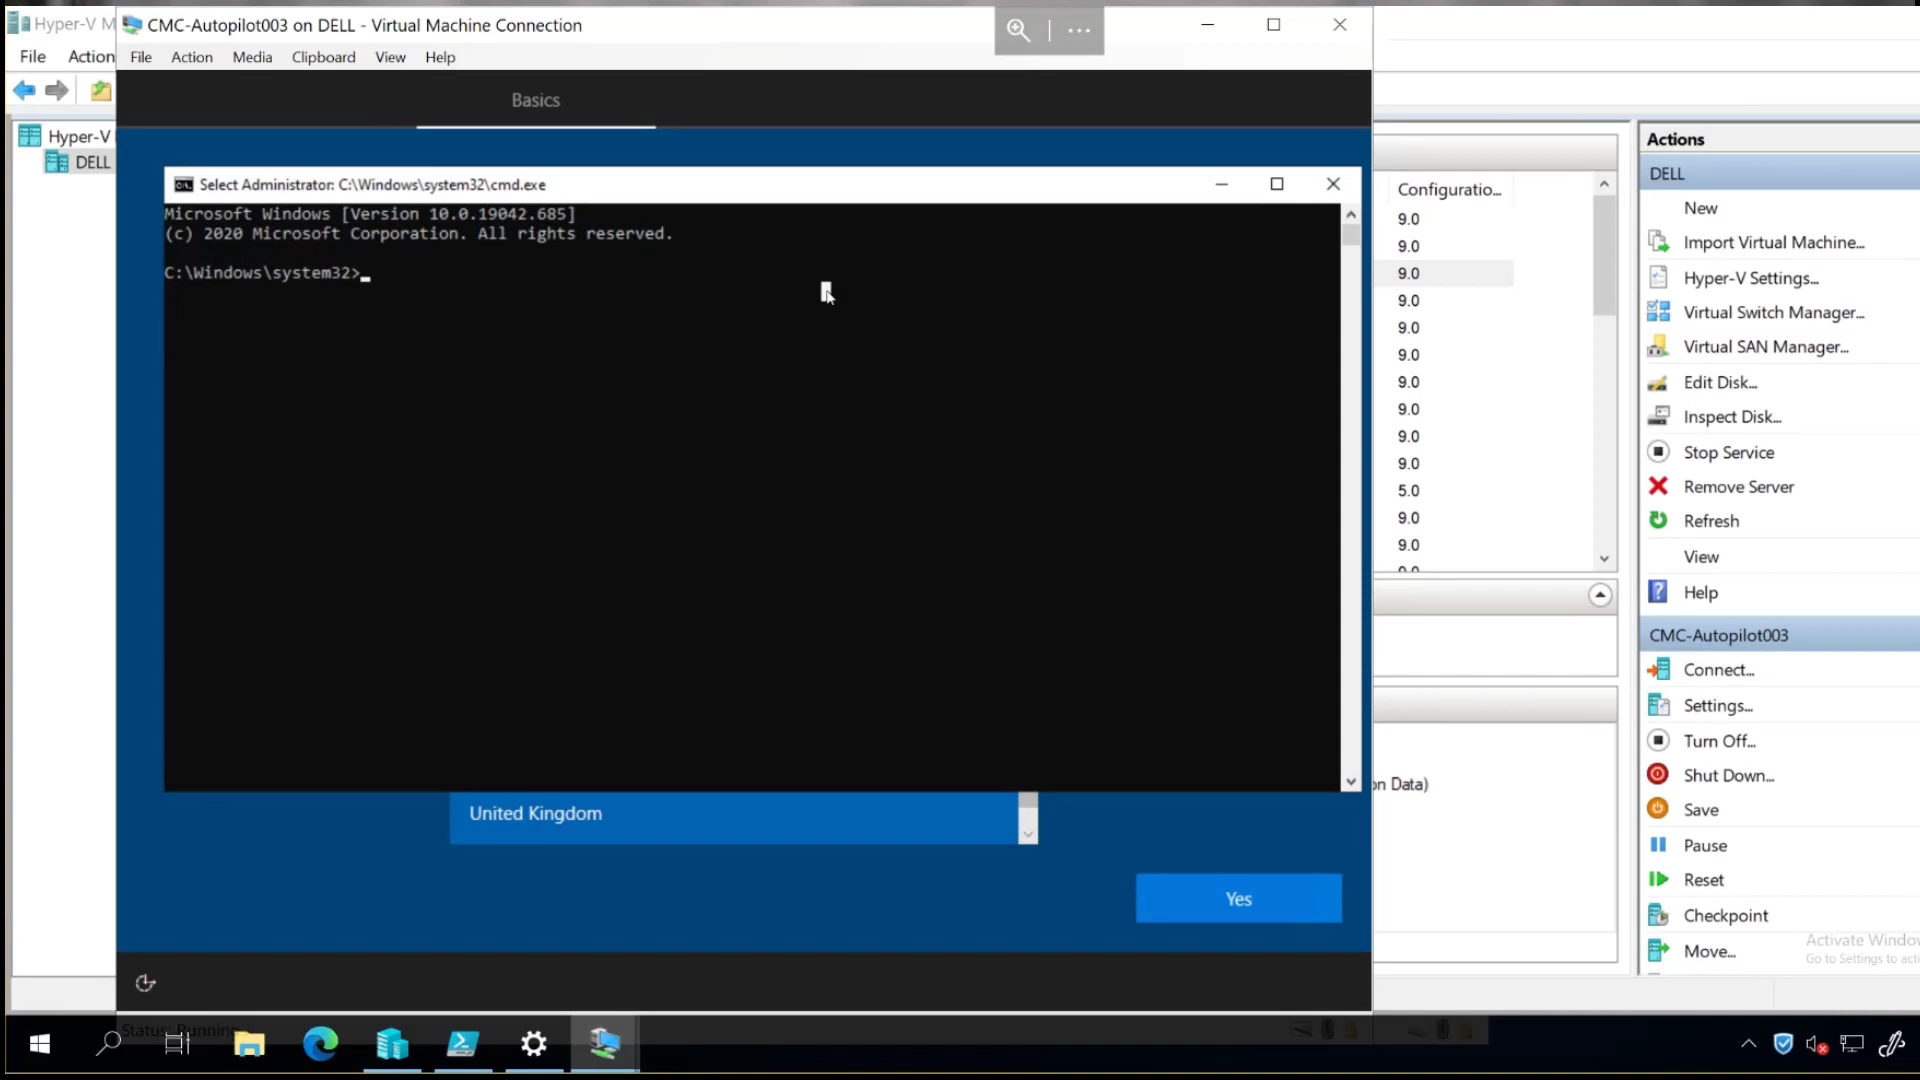 Hyper-V M
CMC-Autopilot003 on DELL - Virtual Machine Connection
File
Action
File
Action
Media
Clipboard
View
Help
Basics
Hyper-V
DELL
Select Administrator: C:\Windows\system32\cmd.exe
Microsoft Windows [Version 10.0.19042.685]
(c) 2020 Microsoft Corporation. All rights reserved.
C:\Windows\system32>
United Kingdom
Yes
Configuratio...
9.0
9.0
9.0
9.0
9.0
9.0
9.0
9.0
9.0
9.0
5.0
9.0
9.0
on Data)
Actions
DELL
New
Import Virtual Machine...
Hyper-V Settings...
Virtual Switch Manager...
Virtual SAN Manager...
Edit Disk...
Inspect Disk...
Stop Service
Remove Server
Refresh
View
Help
CMC-Autopilot003
Connect...
Settings...
Turn Off...
Shut Down...
Save
Pause
Reset
Checkpoint
Move...
Activate Windo
Go to Settings to acti
Status: Running